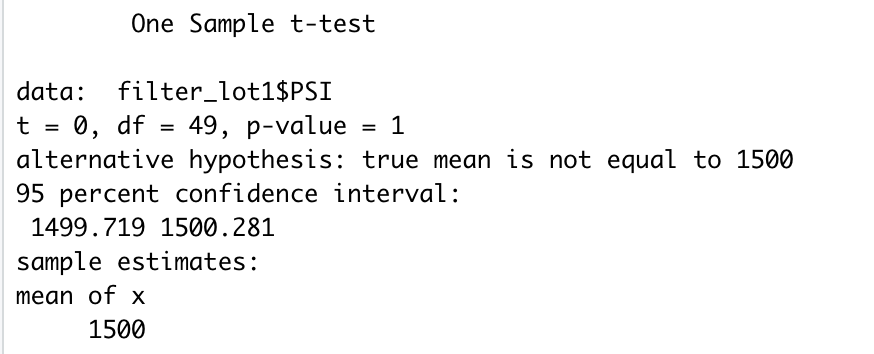 One Sample t-test
data:  filter_lot1$PSI
t = 0, df = 49, p-value = 1
alternative hypothesis: true mean is not equal to 1500
95 percent confidence interval:
1499.719 1500.281
sample estimates:
mean of x
1500